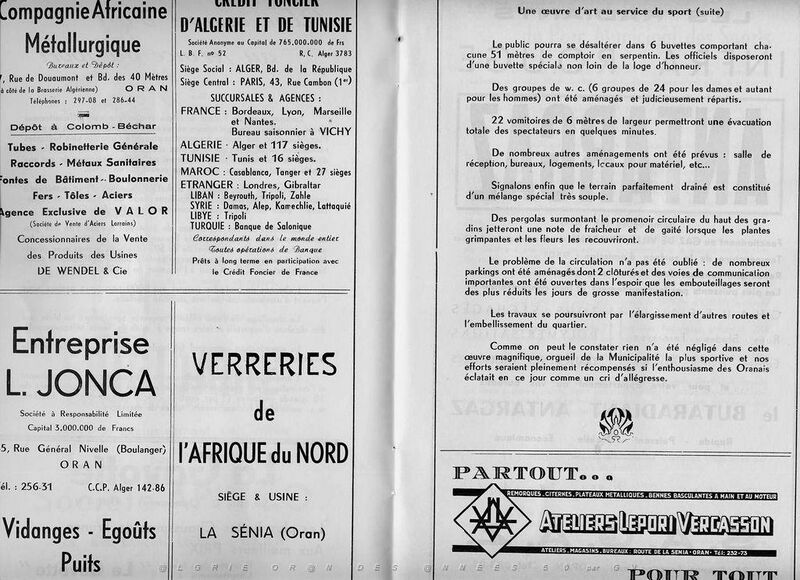 Compagnie Africaine
Métallurgique
Bureaux et Dépôt :
, Rue de Douaumont et Bd. des 40 Mètres
à côté de la Brasserie Algérienne) ORAN
Téléphones : 297-08 et 286-44
Dépôt à Colomb-Béchar
Tubes - Robinetterie Générale
Raccords - Métaux Sanitaires
Fontes de Bâtiment - Boulonnerie
Fers - Tôles - Aciers
Agence Exclusive de VALOR
(Société de Vente d'Aciers Lorrains)
Concessionnaires de la Vente
des Produits des Usines
DE WENDEL & Cie
Entreprise
L. JONCA
Société à Responsabilité Limitée
Capital 3.000.000 de Francs
5, Rue Général Nivelle (Boulanger)
ORAN
él. : 256-31 C.C.P. Alger 142-86
Vidanges - Egoûts
Puits
CREDIT FONCIER
D'ALGERIE ET DE TUNISIE
Société Anonyme au Capital de 765.000.000 de Frs
L. B. F. no 52 R.C. Alger 3783
Siège Social : ALGER, Bd. de la République
Siège Central : PARIS, 43, Rue Cambon (1er)
SUCCURSALES & AGENCES :
FRANCE : Bordeaux, Lyon, Marseille
et Nantes.
Bureau saisonnier à VICHY
ALGERIE - Alger et 117 sièges.
TUNISIE - Tunis et 16 sièges.
MAROC : Casablanca, Tanger et 27 sièges
ETRANGER : Londres, Gibraltar
LIBAN : Beyrouth, Tripoli, Zahle
SYRIE : Damas, Alep, Kamechlie, Lattaquié
LIBYE : Tripoli
TURQUIE : Banque de Salonique
Correspondants dans le monde entier
Toutes opérations de Banque
Prêts à long terme en participation avec
le Crédit Foncier de France
VERRERIES
de
l'AFRIQUE du NORD
SIÈGE & USINE :
LA SÉNIA (Oran)
Une œuvre d'art au service du sport (suite)
Le public pourra se désaltérer dans 6 buvettes comportant cha-
cune 51 mètres de comptoir en serpentin. Les officiels disposeront
d'une buvette spéciale non loin de la loge d'honneur.
Des groupes de w. c. (6 groupes de 24 pour les dames et autant
pour les hommes) ont été aménagés et judicieusement répartis.
22 vomitoires de 6 mètres de largeur permettront une évacuation
totale des spectateurs en quelques minutes.
De nombreux autres aménagements ont été prévus : salle de
réception, bureaux, logements, locaux pour matériel, etc...
Signalons enfin que le terrain parfaitement drainé est constitué
d'un mélange spécial très souple.
Des pergolas surmontant le promenoir circulaire du haut des gra-
dins jetteront une note de fraîcheur et de gaité lorsque les plantes
grimpantes et les fleurs les recouvriront.
Le problème de la circulation n'a pas été oublié : de nombreux
parkings ont été aménagés dont 2 clôturés et des voies de communication
importantes ont été ouvertes dans l'espoir que les embouteillages seront
des plus réduits les jours de grosse manifestation.
Les travaux se poursuivront par l'élargissement d'autres routes et
l'embellissement du quartier.
Comme on peut le constater rien n'a été négligé dans cette
œuvre magnifique, orgueil de la Municipalité la plus sportive et nos
efforts seraient pleinement récompensés si l'enthousiasme des Oranais
éclatait en ce jour comme un cri d'allégresse.
PARTOUT...
REMORQUES, CITERNES, PLATEAUX METALLIQUES, BENNES BASCULANTES A MAIN ET AU MOTEUR
ATELIERS LEPORI VERGASSON
ATELIERS, MAGASINS, BUREAUX : ROUTE DE LA SENIA - ORAN - Tél: 232-73
POUR TOUT